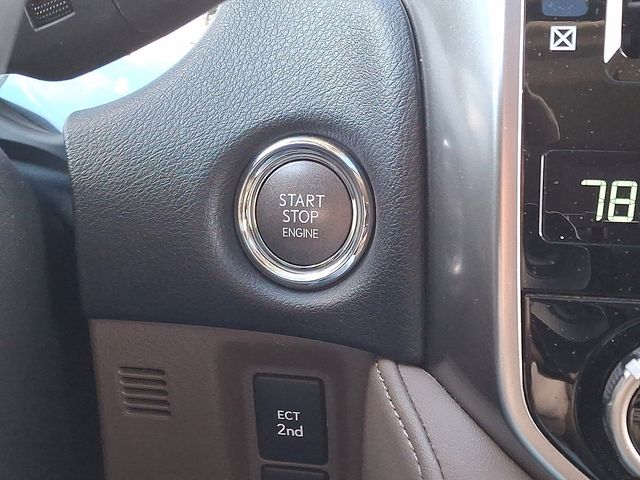 START
STOP
ENGINE
78
ECT
2nd